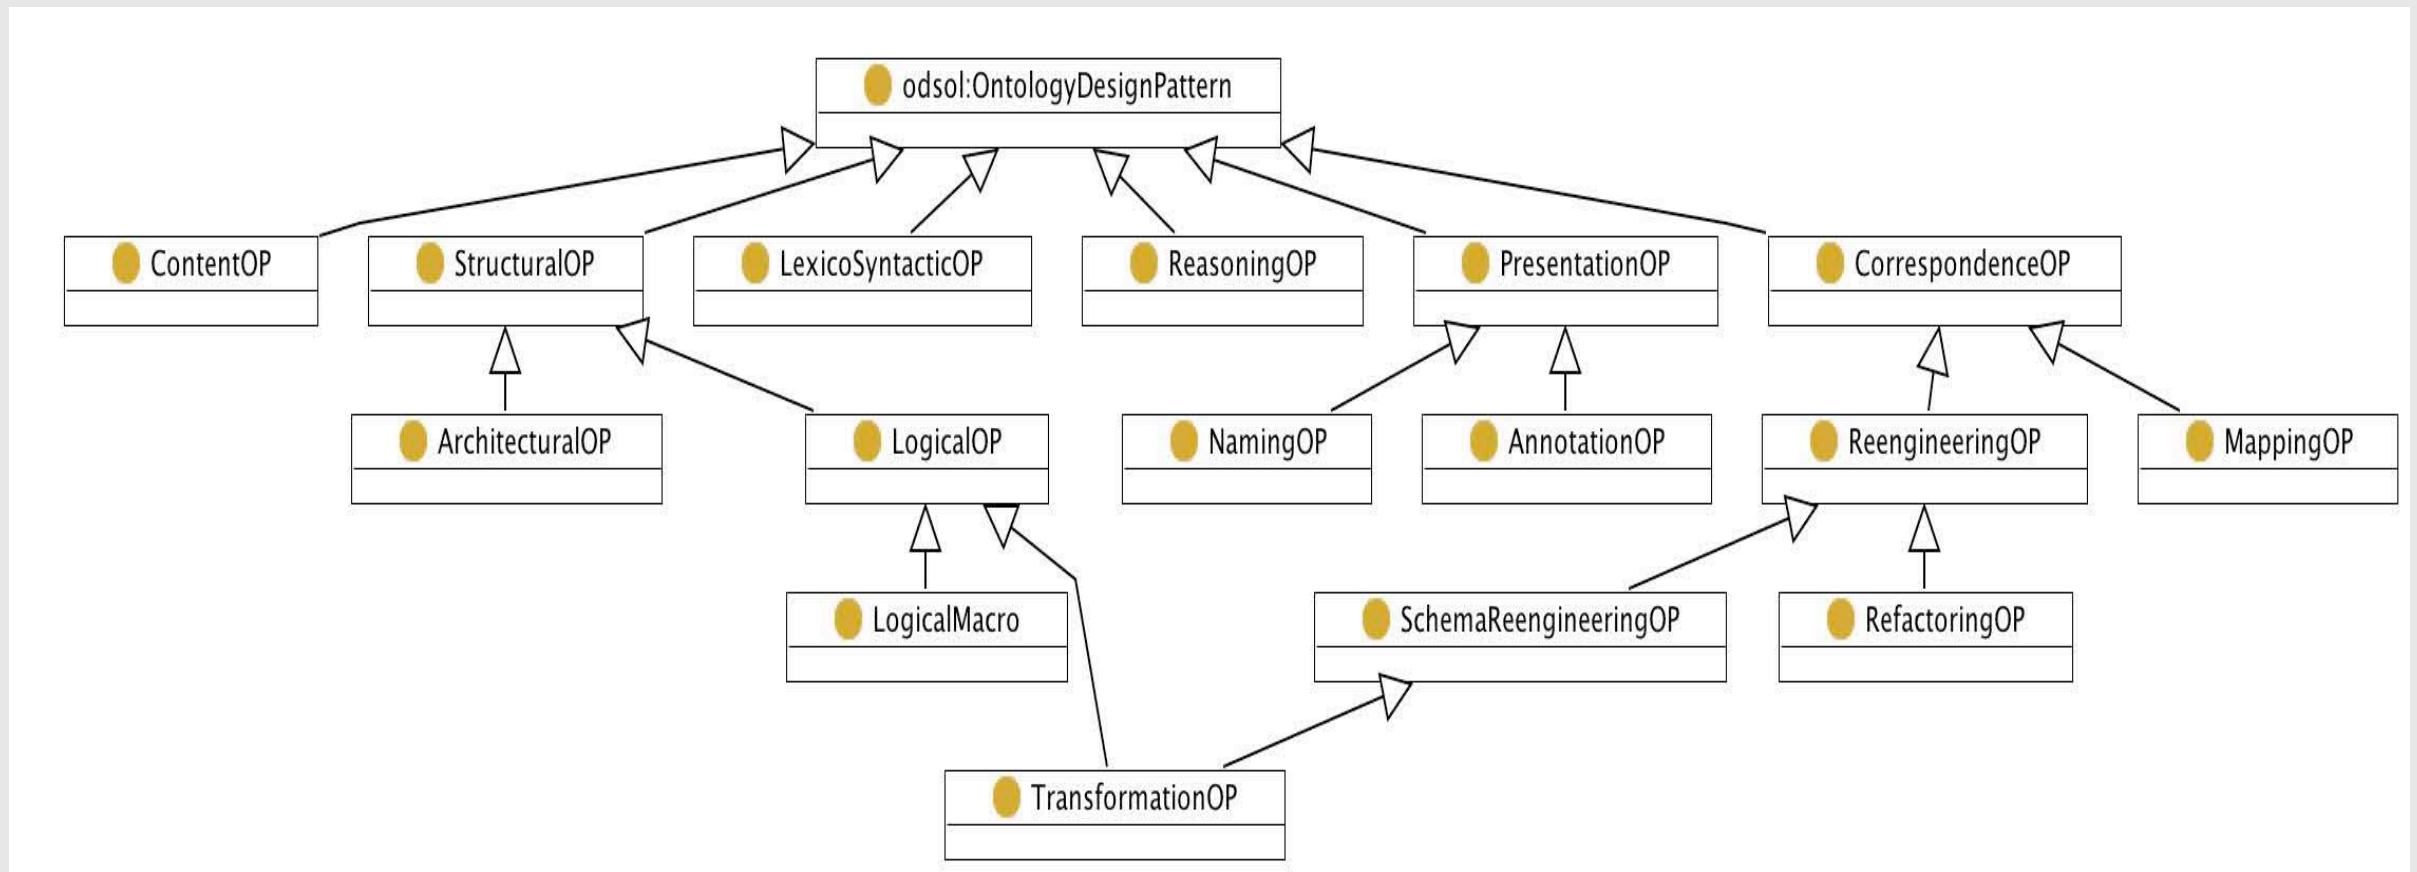 odsol:OntologyDesignPattern
ContentOP
StructuralOP
LexicoSyntacticOP
ReasoningOP
PresentationOP
CorrespondenceOP
ArchitecturalOP
LogicalOP
NamingOP
AnnotationOP
ReengineeringOP
MappingOP
LogicalMacro
SchemaReengineeringOP
RefactoringOP
TransformationOP